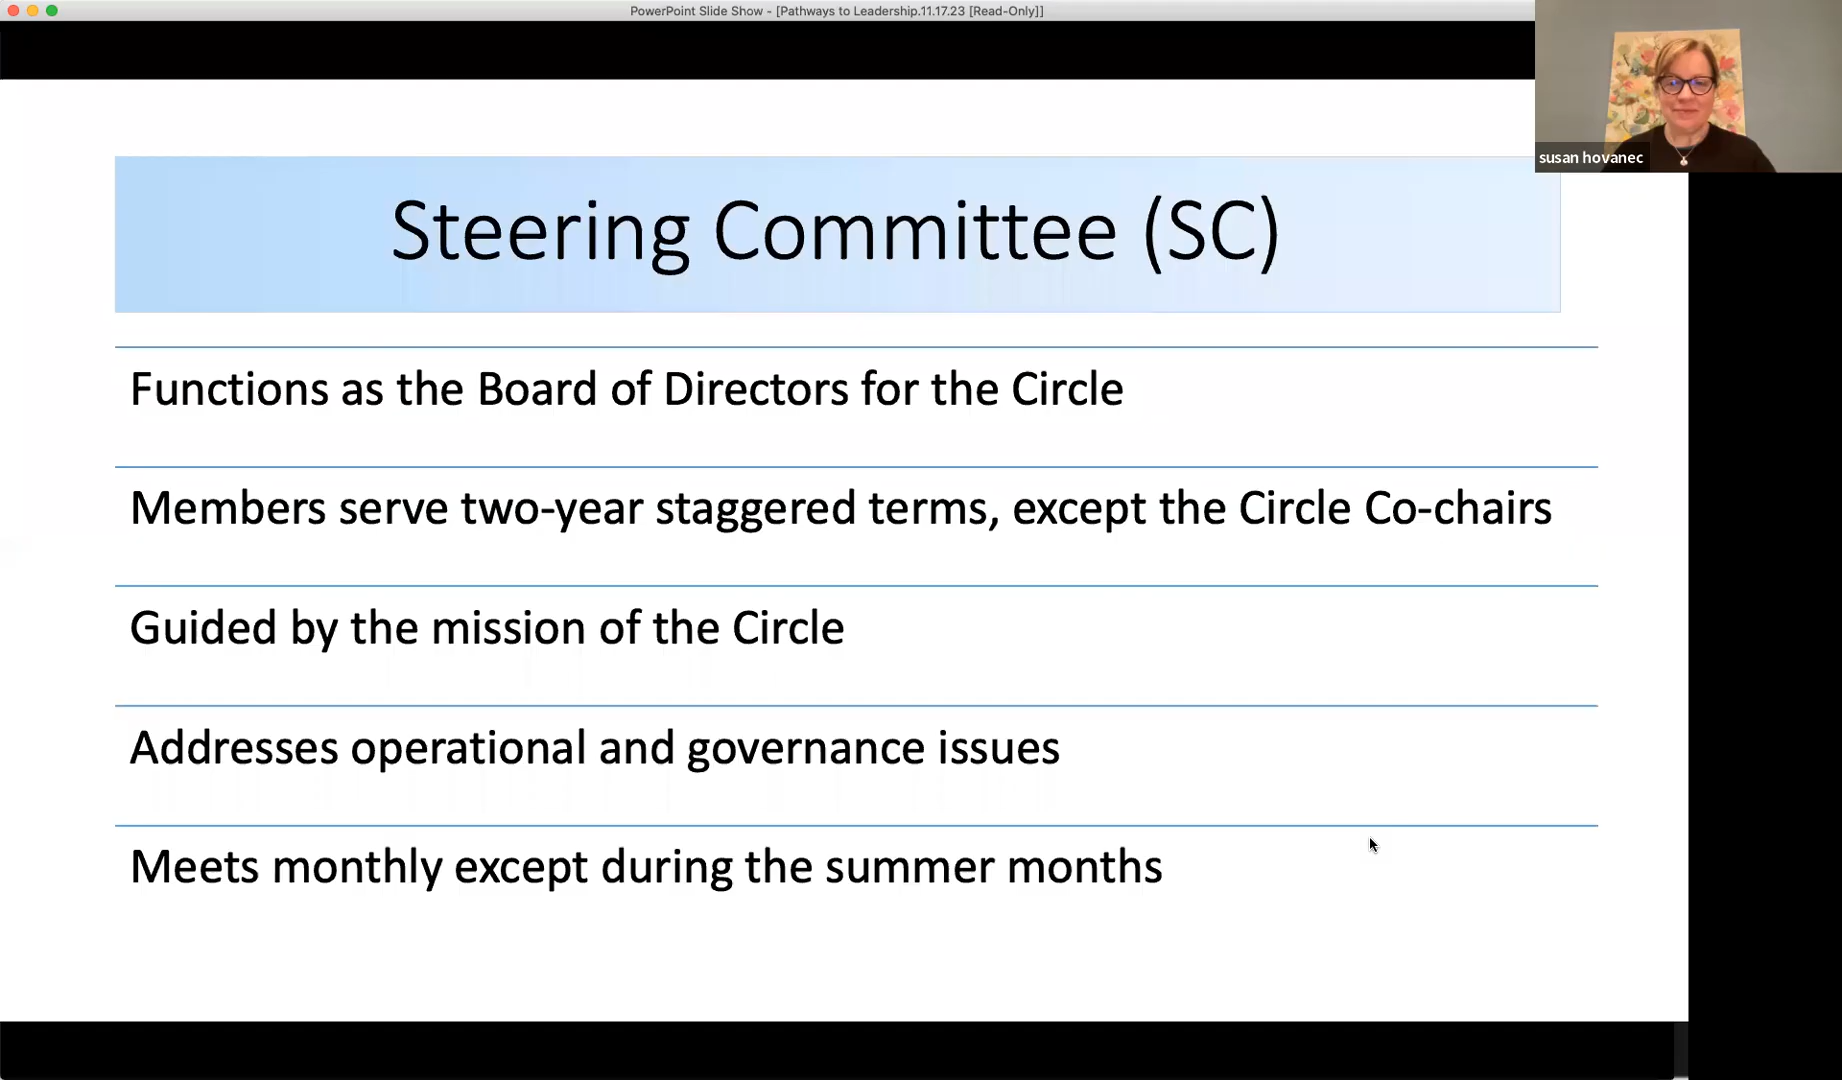 PowerPoint Slide Show - [Pathways to Leadership.11.17.23 [Read-Only]]
susan hovanec
Steering Committee (SC)
Functions as the Board of Directors for the Circle
Members serve two-year staggered terms, except the Circle Co-chairs
Guided by the mission of the Circle
Addresses operational and governance issues
Meets monthly except during the summer months